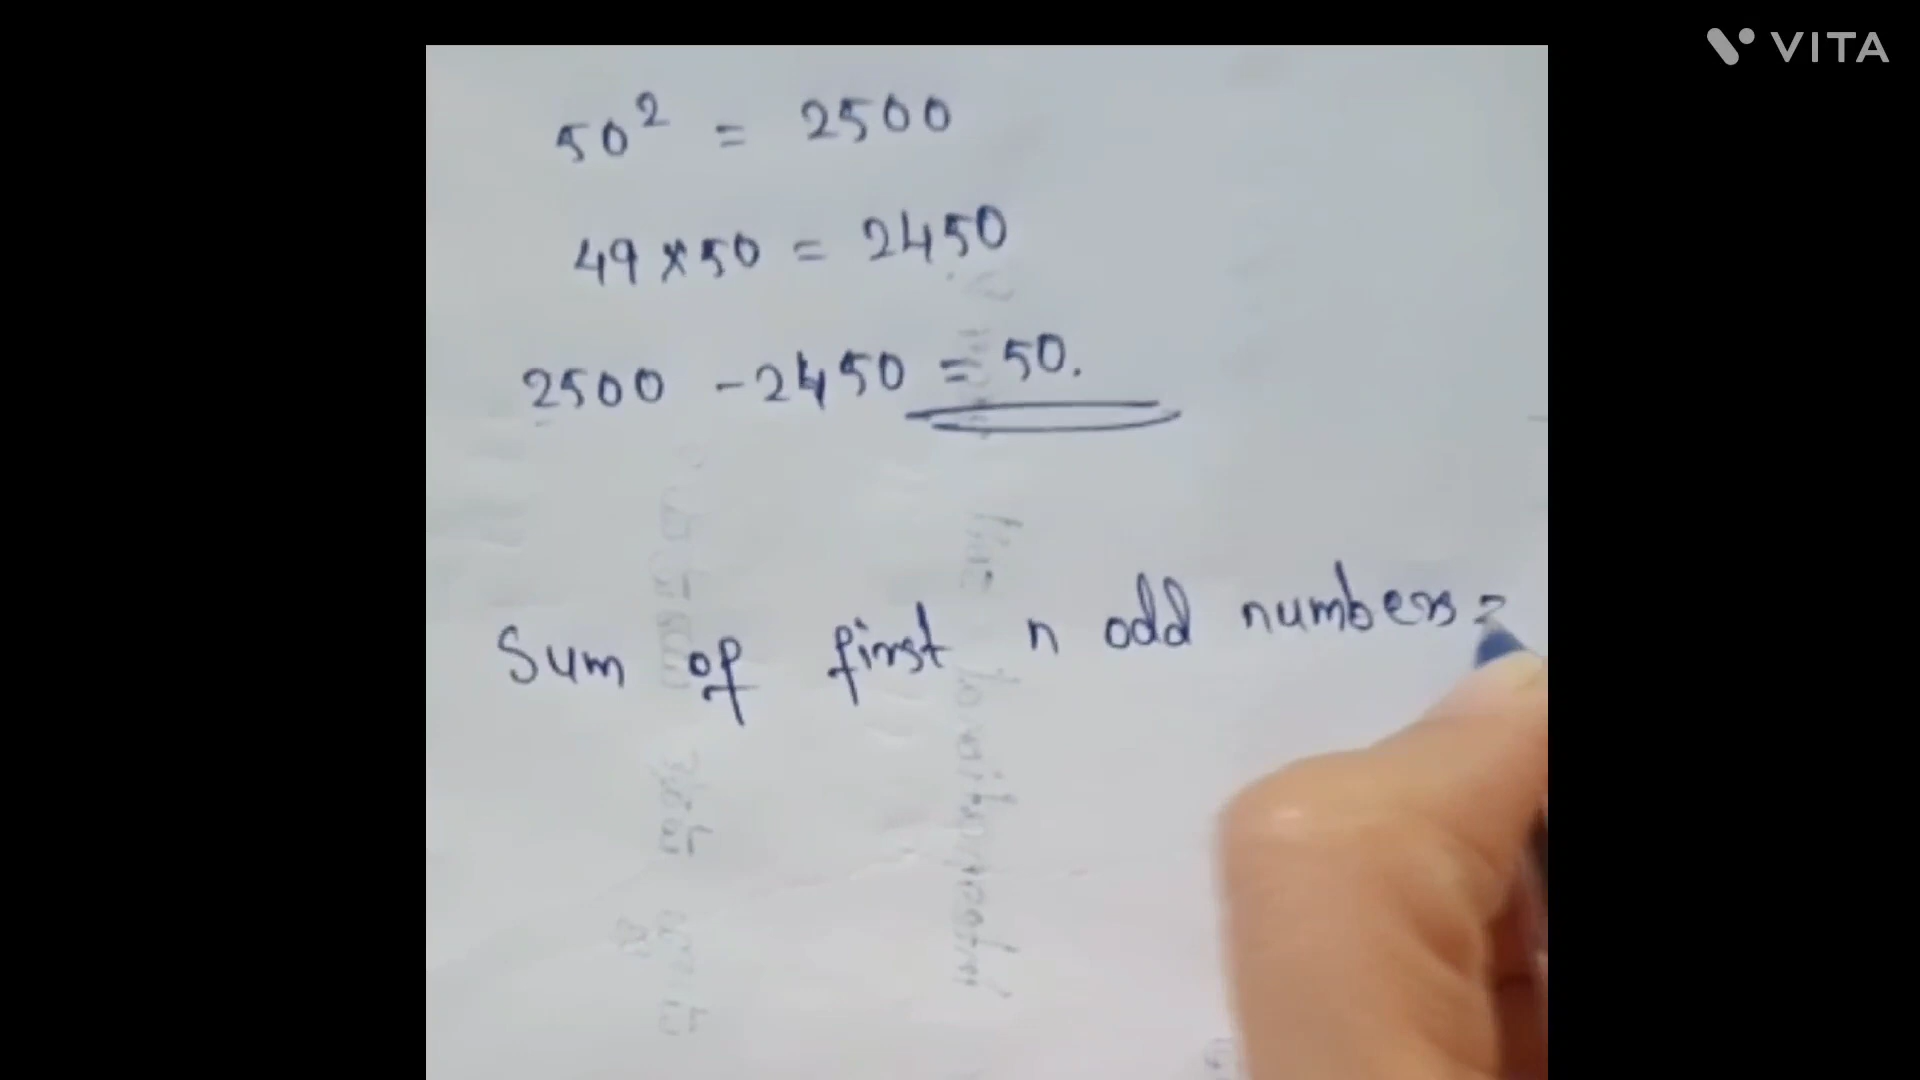 VITA
50² = 2500
49 × 50 = 2450
2500 - 2450 = 50.
Sum of first n odd numbers =